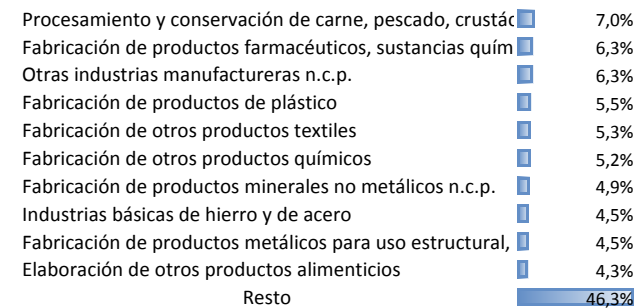 Procesamiento y conservación de carne, pescado, crustác 7,0%
Fabricación de productos farmacéuticos, sustancias quím 6,3%
Otras industrias manufactureras n.c.p. 6,3%
Fabricación de productos de plástico 5,5%
Fabricación de otros productos textiles 5,3%
Fabricación de otros productos químicos 5,2%
Fabricación de productos minerales no metálicos n.c.p. 4,9%
Industrias básicas de hierro y de acero 4,5%
Fabricación de productos metálicos para uso estructural, 4,5%
Elaboración de otros productos alimenticios 4,3%
Resto 46,3%